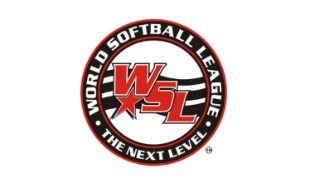 WORLD SOFTBALL LEAGUE
WSL
THE NEXT LEVEL
TM